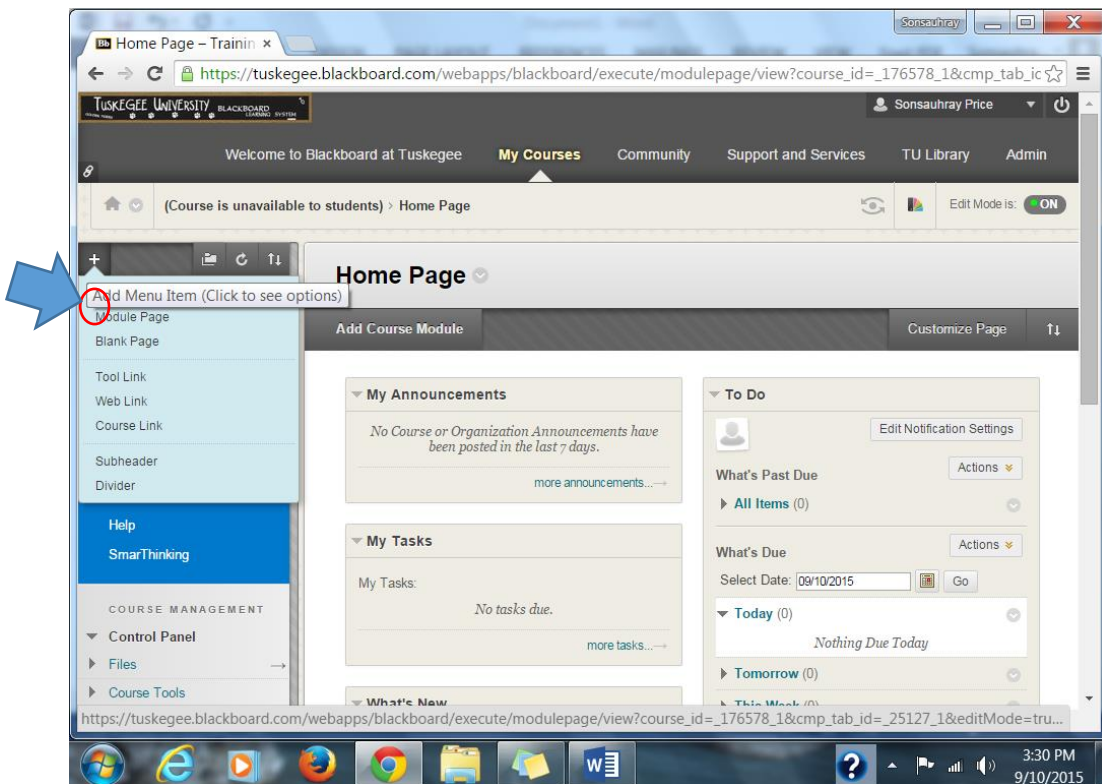 Sonsauhray
Home Page – Trainin ×
https://tuskegee.blackboard.com/webapps/blackboard/execute/modulepage/view?course_id=_176578_1&cmp_tab_ic
TUSKEGEE UNIVERSITY BLACKBOARD
LEARNING SYSTEM
Sonsauhray Price
Welcome to Blackboard at Tuskegee My Courses Community Support and Services TU Library Admin
(Course is unavailable to students) > Home Page
Edit Mode is: ON
Home Page
Add Menu Item (Click to see options)
Module Page
Blank Page
Tool Link
Web Link
Course Link
Subheader
Divider
Help
SmarThinking
COURSE MANAGEMENT
Control Panel
Files
Course Tools
Add Course Module
Customize Page
My Announcements
No Course or Organization Announcements have
been posted in the last 7 days.
more announcements...→
My Tasks
My Tasks:
No tasks due.
more tasks...→
What's New
To Do
Edit Notification Settings
What's Past Due
Actions
All Items (0)
What's Due
Actions
Select Date: 09/10/2015 Go
Today (0)
Nothing Due Today
Tomorrow (0)
This Week (0)
https://tuskegee.blackboard.com/webapps/blackboard/execute/modulepage/view?course_id=_176578_1&cmp_tab_id=_25127_1&editMode=tru...
3:30 PM
9/10/2015